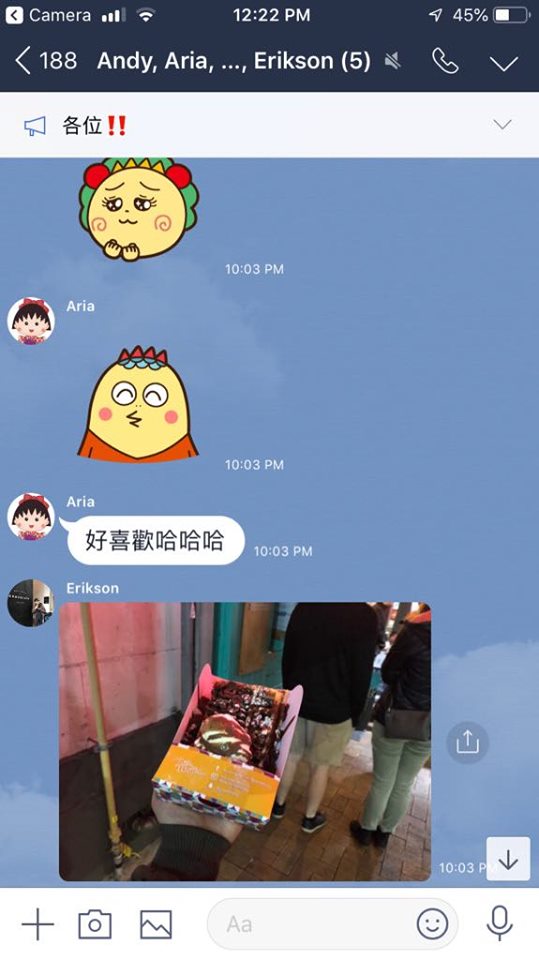 Camera 12:22 PM 45%
188 Andy, Aria, ..., Erikson (5)
各位‼️
10:03 PM
Aria
10:03 PM
Aria
好喜歡哈哈哈
10:03 PM
Erikson
10:03 P
Aa